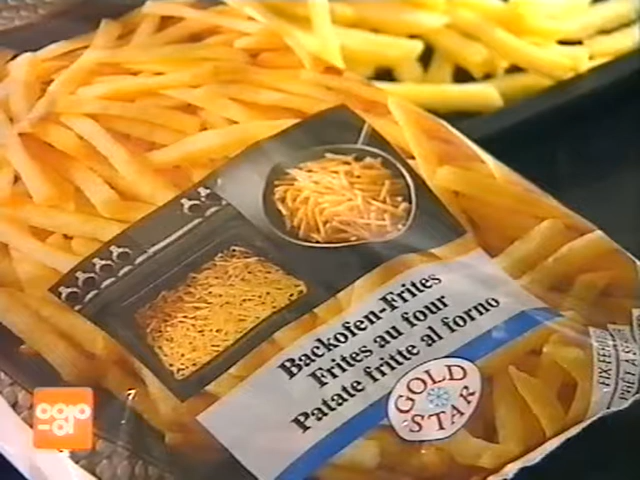 Backofen-Frites
Frites au four
Patate fritte al forno
GOLD
STAR